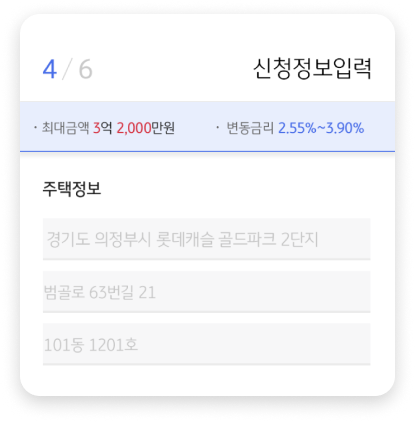 4 / 6 신청정보입력
· 최대금액 3억 2,000만원 · 변동금리 2.55%~3.90%
주택정보
경기도 의정부시 롯데캐슬 골드파크 2단지
범골로 63번길 21
101동 1201호